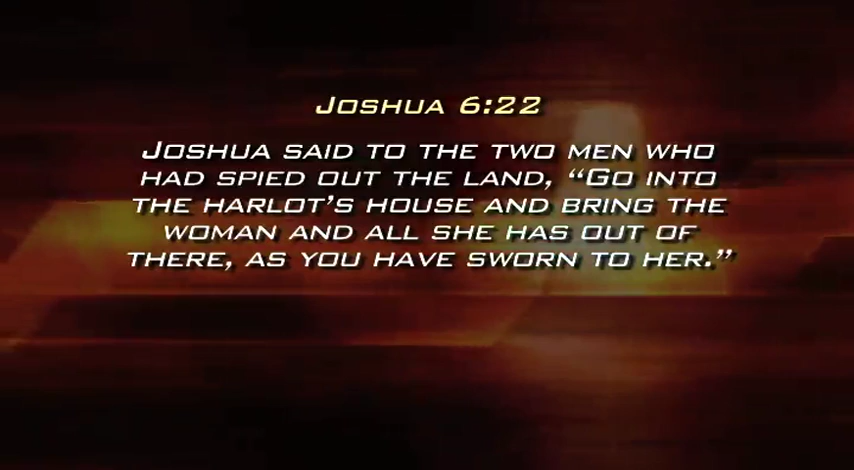 Joshua 6:22
Joshua said to the two men who
had spied out the land, “Go into
the harlot’s house and bring the
woman and all she has out of
there, as you have sworn to her.”